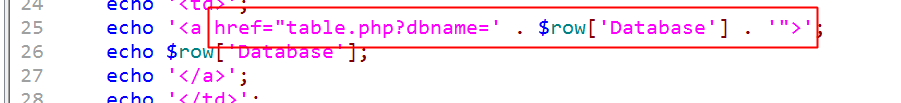 24 echo '<td>';
25 echo '<a href="table.php?dbname=' . $row['Database'] . '">';
26 echo $row['Database'];
27 echo '</a>';
28 echo '</td>';